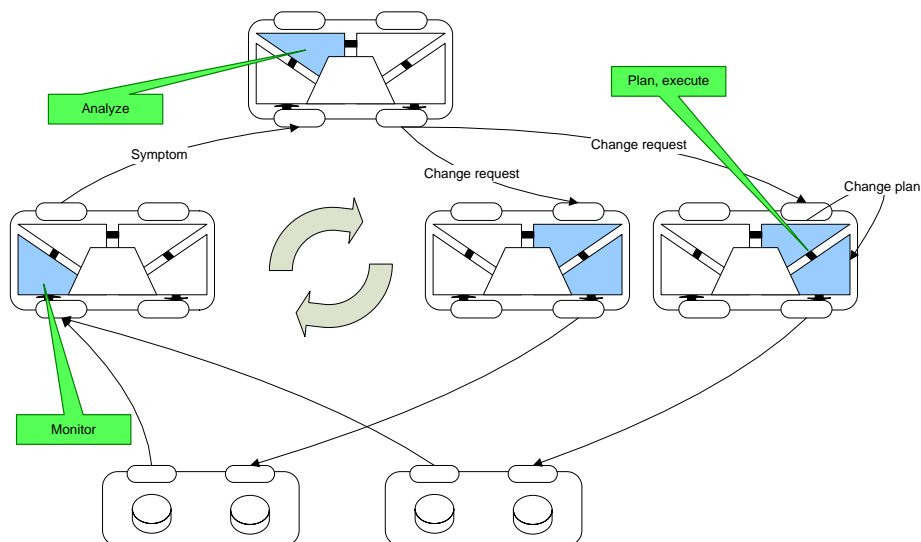 Plan, execute
Analyze
Symptom
Change request
Change request
Change plan
Monitor